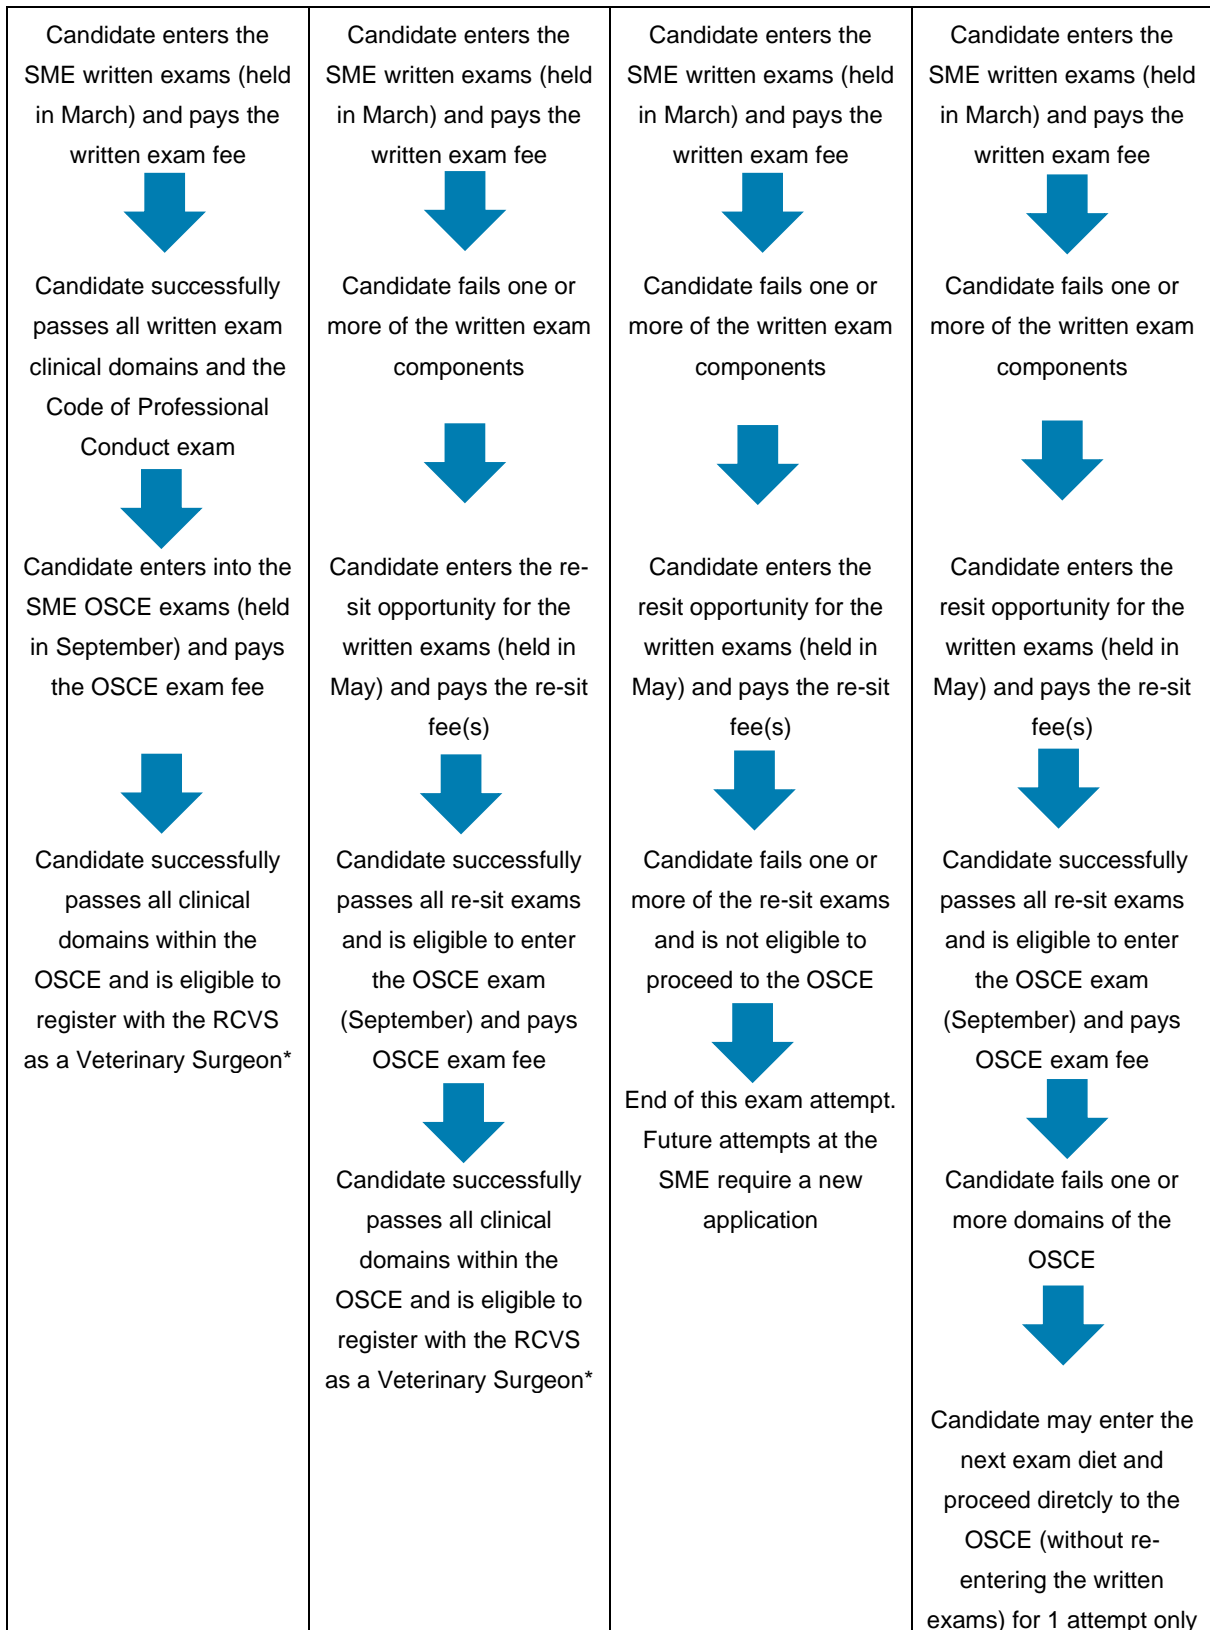 Candidate enters the
SME written exams (held
in March) and pays the
written exam fee
Candidate successfully
passes all written exam
clinical domains and the
Code of Professional
Conduct exam
Candidate enters into the
SME OSCE exams (held
in September) and pays
the OSCE exam fee
Candidate successfully
passes all clinical
domains within the
OSCE and is eligible to
register with the RCVS
as a Veterinary Surgeon*
Candidate enters the
SME written exams (held
in March) and pays the
written exam fee
Candidate fails one or
more of the written exam
components
Candidate enters the re-
sit opportunity for the
written exams (held in
May) and pays the re-sit
fee(s)
Candidate successfully
passes all re-sit exams
and is eligible to enter
the OSCE exam
(September) and pays
OSCE exam fee
Candidate successfully
passes all clinical
domains within the
OSCE and is eligible to
register with the RCVS
as a Veterinary Surgeon*
Candidate enters the
SME written exams (held
in March) and pays the
written exam fee
Candidate fails one or
more of the written exam
components
Candidate enters the
resit opportunity for the
written exams (held in
May) and pays the re-sit
fee(s)
Candidate fails one or
more of the re-sit exams
and is not eligible to
proceed to the OSCE
End of this exam attempt.
Future attempts at the
SME require a new
application
Candidate enters the
SME written exams (held
in March) and pays the
written exam fee
Candidate fails one or
more of the written exam
components
Candidate enters the
resit opportunity for the
written exams (held in
May) and pays the re-sit
fee(s)
Candidate successfully
passes all re-sit exams
and is eligible to enter
the OSCE exam
(September) and pays
OSCE exam fee
Candidate fails one or
more domains of the
OSCE
Candidate may enter the
next exam diet and
proceed diretcly to the
OSCE (without re-
entering the written
exams) for 1 attempt only